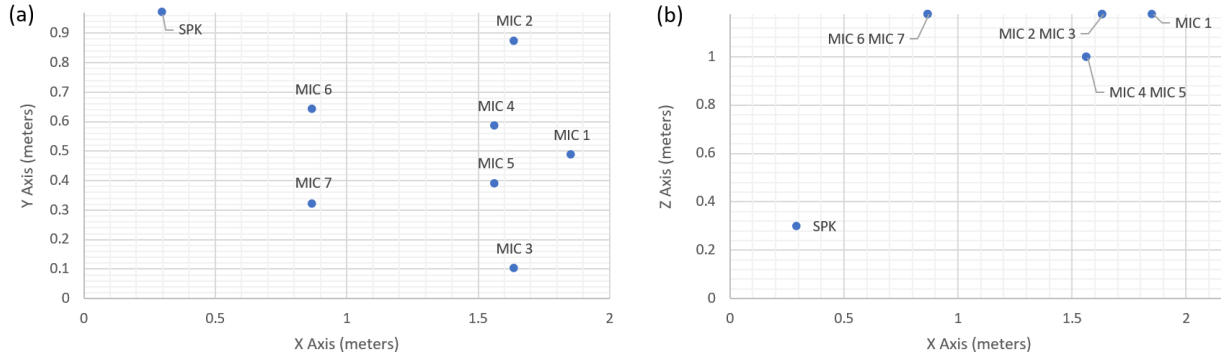 (a)
SPK
MIC 2
MIC 6
MIC 4
MIC 1
MIC 5
MIC 7
MIC 3
0.9
0.8
0.7
0.6
0.5
0.4
0.3
0.2
0.1
0
0
0.5
1
1.5
2
Y Axis (meters)
X Axis (meters)
(b)
MIC 6 MIC 7
MIC 2 MIC 3
MIC 1
MIC 4 MIC 5
SPK
1
0.8
0.6
0.4
0.2
0
0
0.5
1
1.5
2
Z Axis (meters)
X Axis (meters)